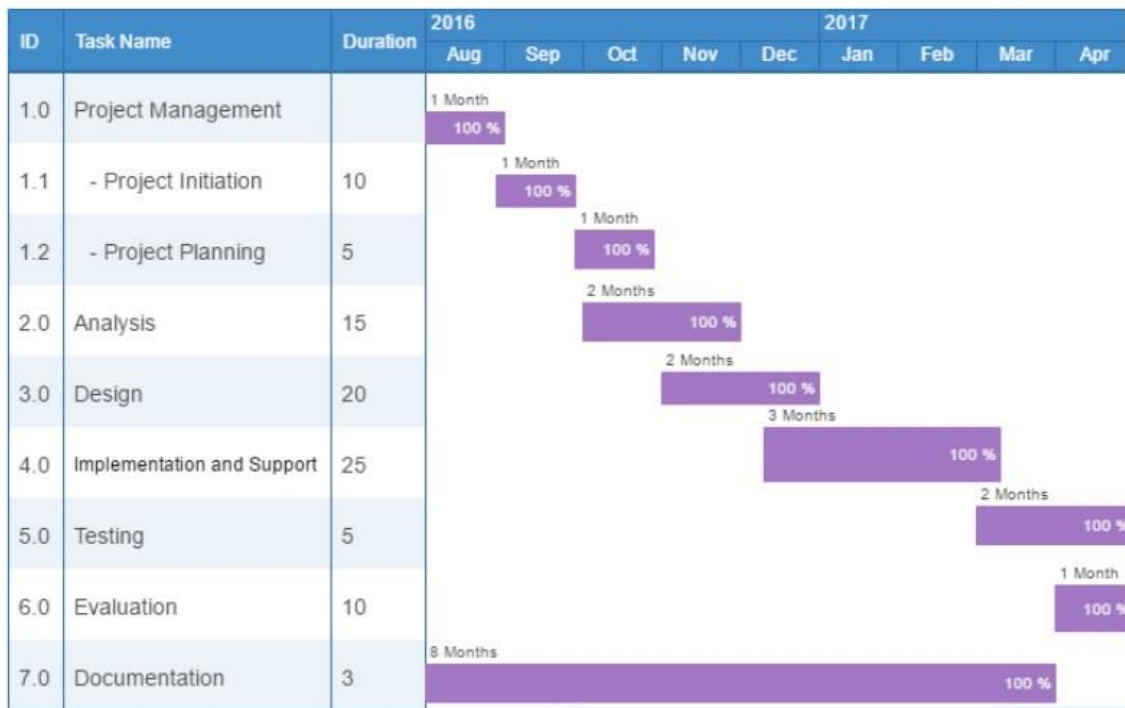 ID Task Name Duration 2016 2017
Aug Sep Oct Nov Dec Jan Feb Mar Apr
1 Month
1.0 Project Management 100 %
1 Month
1.1 - Project Initiation 10 100 %
1 Month
1.2 - Project Planning 5 100 %
2 Months
2.0 Analysis 15 100 %
2 Months
3.0 Design 20 100 %
3 Months
4.0 Implementation and Support 25 100 %
2 Months
5.0 Testing 5 100 %
1 Month
6.0 Evaluation 10 100 %
8 Months
7.0 Documentation 3 100 %